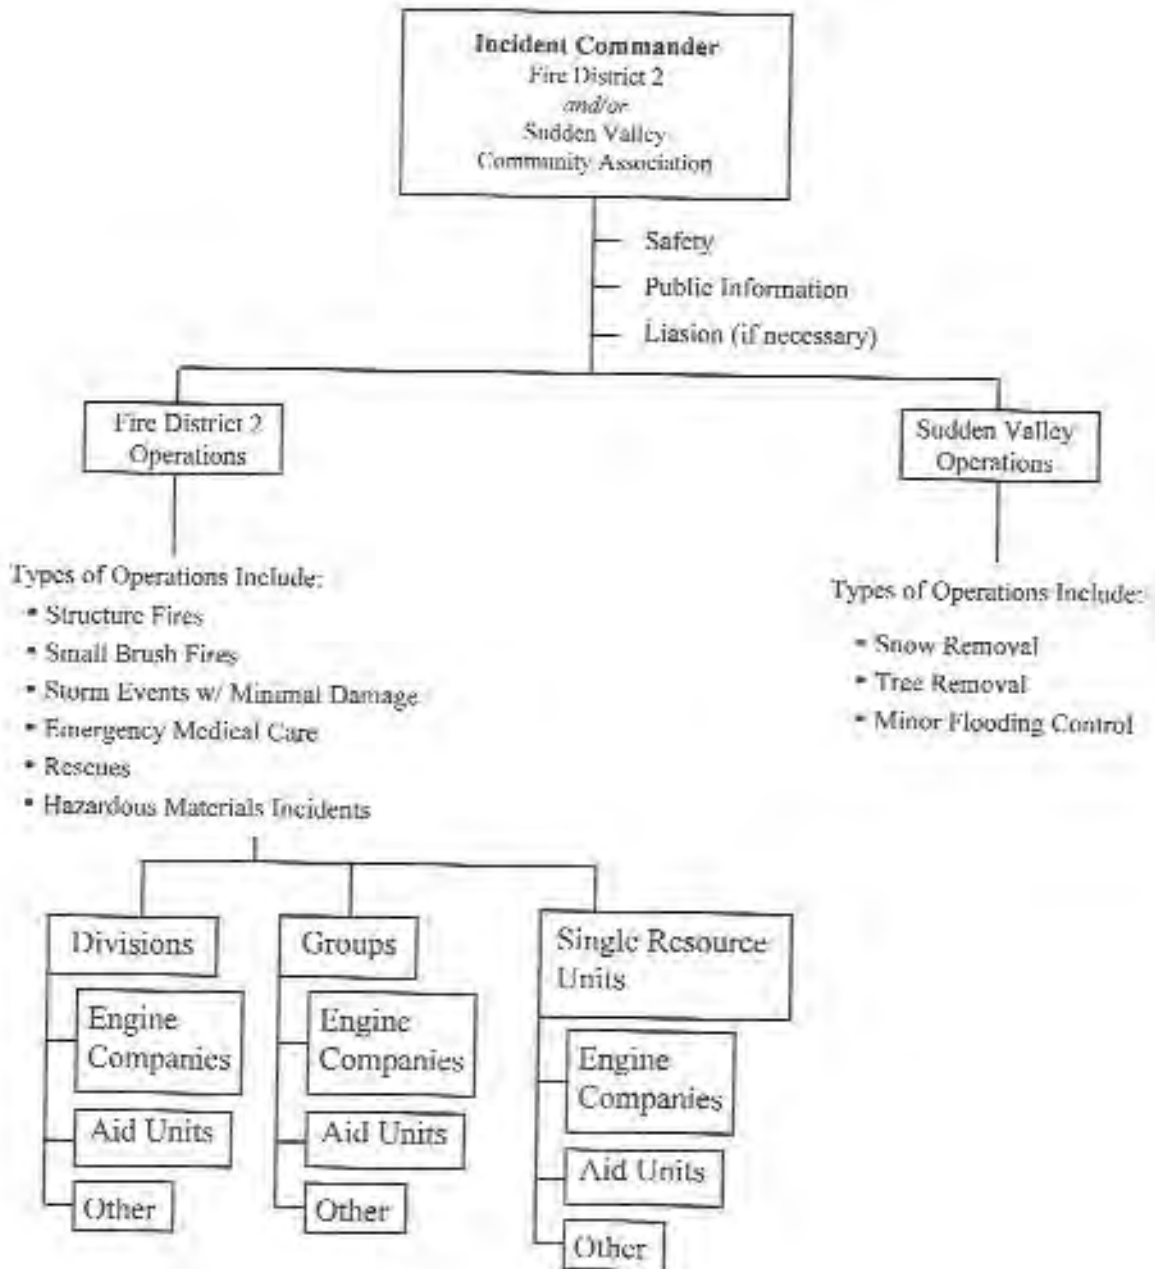 Incident Commander
Fire District 2
and/or
Sudden Valley
Community Association
Safety
Public Information
Liasion (if necessary)
Fire District 2
Operations
Sudden Valley
Operations
Types of Operations Include:
• Structure Fires
• Small Brush Fires
• Storm Events w/ Minimal Damage
• Emergency Medical Care
• Rescues
• Hazardous Materials Incidents
Types of Operations Include:
• Snow Removal
• Tree Removal
• Minor Flooding Control
Divisions
Engine
Companies
Aid Units
Other
Groups
Engine
Companies
Aid Units
Other
Single Resource
Units
Engine
Companies
Aid Units
Other